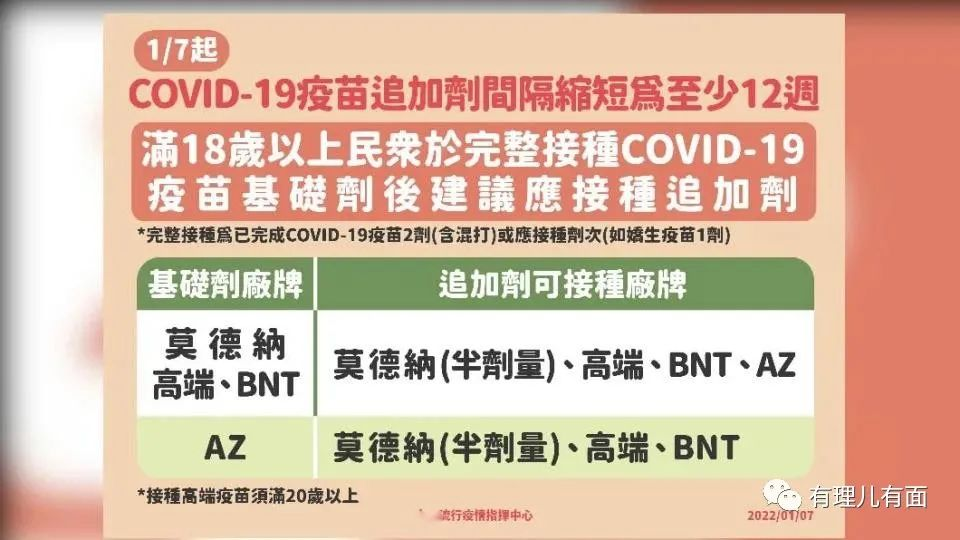 1/7起
COVID-19疫苗追加劑間隔縮短為至少12週
滿18歲以上民眾於完整接種COVID-19
疫苗基礎劑後建議應接種追加劑
*完整接種為已完成COVID-19疫苗2劑(含混打)或應接種劑次(如嬌生疫苗1劑)
基礎劑廠牌
追加劑可接種廠牌
莫德納
高端、BNT
莫德納(半劑量)、高端、BNT、AZ
AZ
莫德納(半劑量)、高端、BNT
*接種高端疫苗須滿20歲以上
流行疫情指揮中心
2022/01/07
有理儿有面